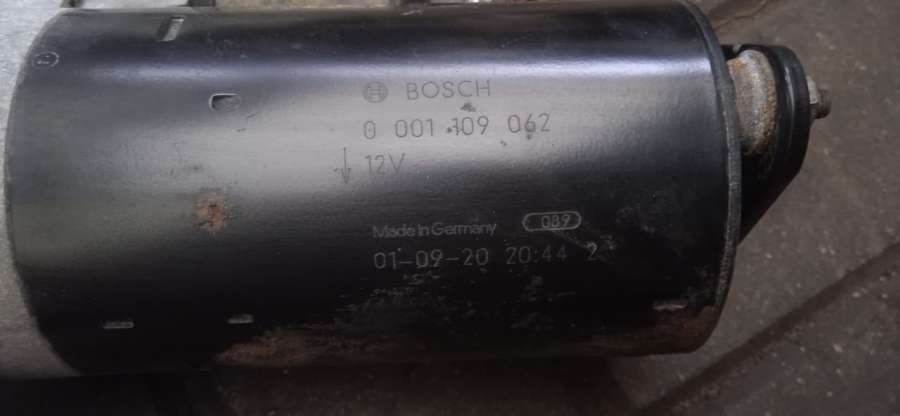 BOSCH
0 001 109 062
12V
Made in Germany 089
01-09-20 20:44 2